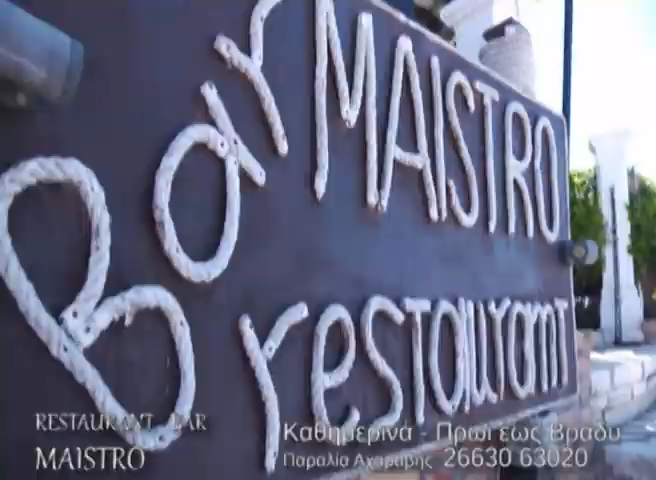 Bar MAISTRO
restaurant
RESTAURANT BAR
MAISTRO
Καθημερινά - Πρωί έως Βράδυ
Παραλία Αχαράβης 26630 63020